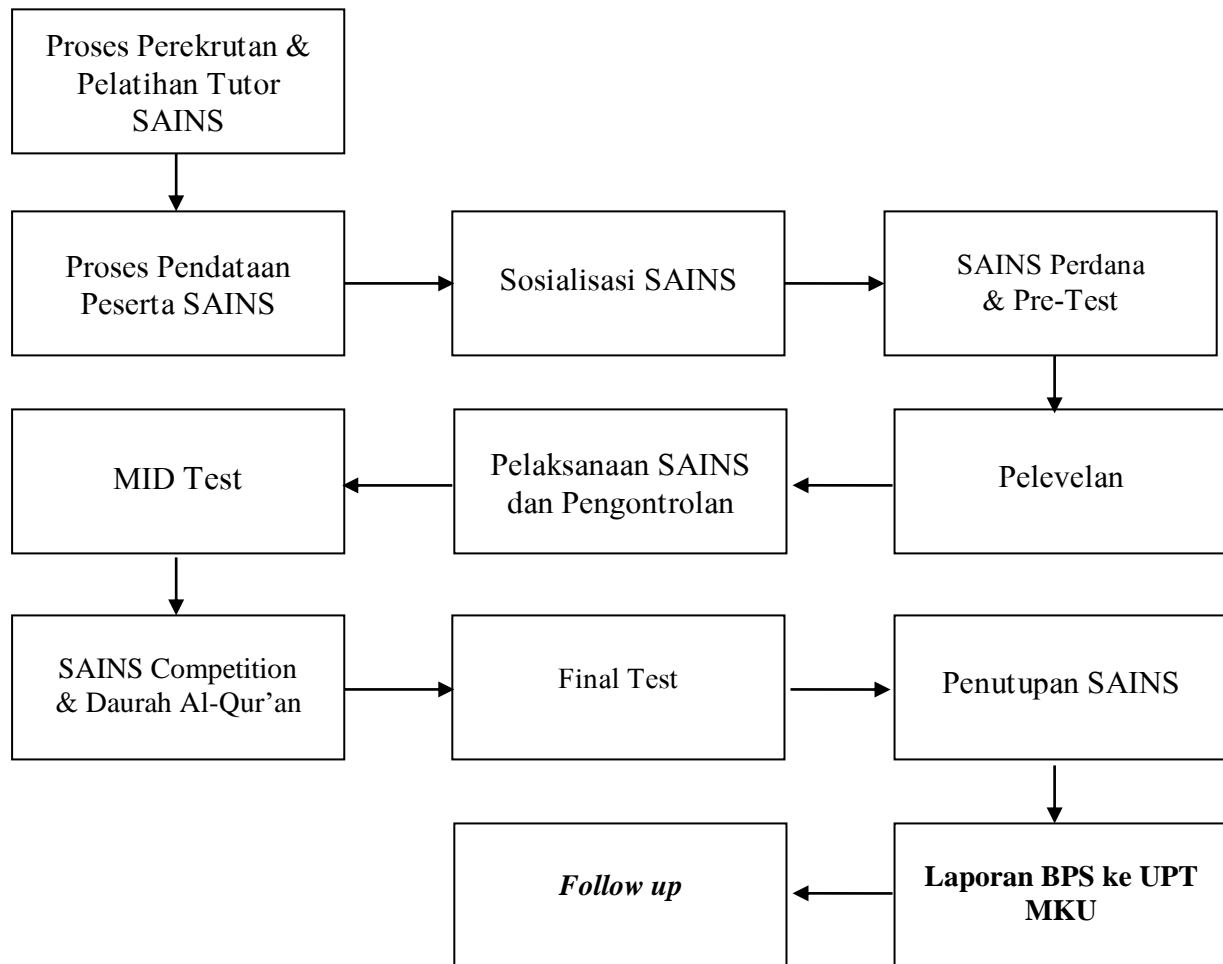 Proses Perekrutan &
Pelatihan Tutor
SAINS
Proses Pendataan
Peserta SAINS
Sosialisasi SAINS
SAINS Perdana
& Pre-Test
MID Test
Pelaksanaan SAINS
dan Pengontrolan
Pelevelan
SAINS Competition
& Daurah Al-Qur’an
Final Test
Penutupan SAINS
Follow up
Laporan BPS ke UPT
MKU